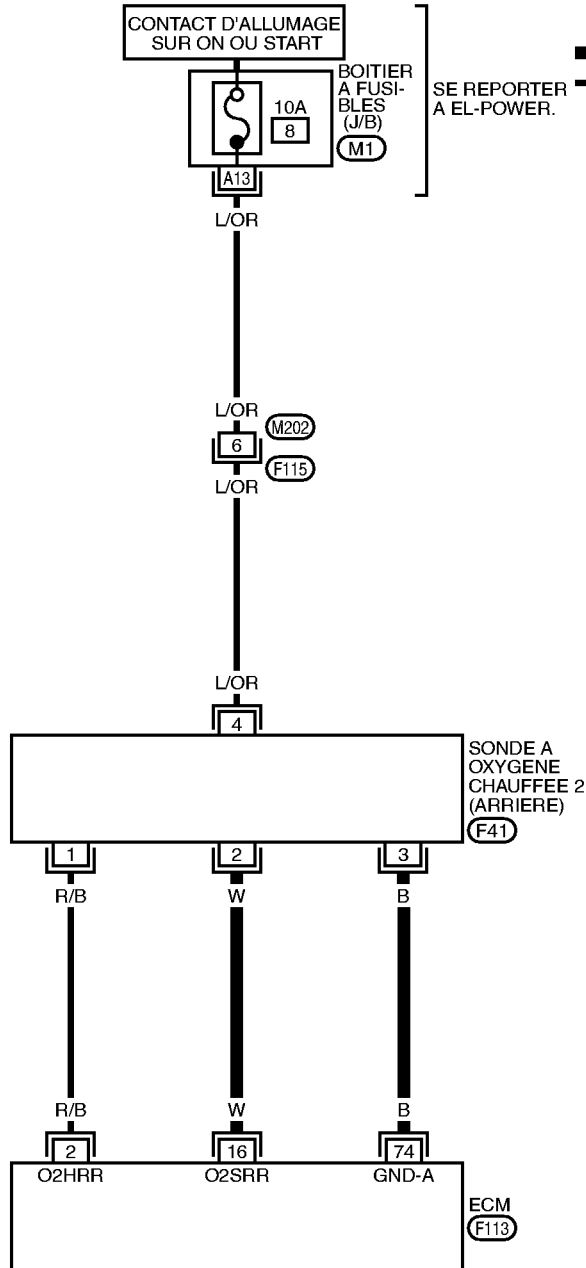 CONTACT D'ALLUMAGE
SUR ON OU START
BOITIER
A FUSI-
BLES
(J/B)
M1
10A
8
SE REPORTER
A EL-POWER.
A13
L/OR
L/OR
M202
6
F115
L/OR
L/OR
4
SONDE A
OXYGENE
CHAUFFEE 2
(ARRIERE)
F41
1 2 3
R/B W B
R/B W B
2 16 74
O2HRR O2SRR GND-A
ECM
F113